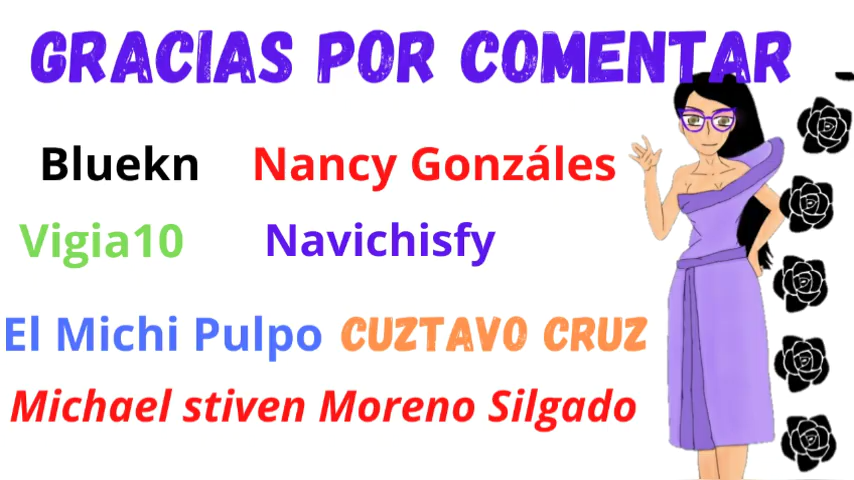 GRACIAS POR COMENTAR
Bluekn Nancy Gonzáles
Vigia10 Navichisfy
El Michi Pulpo CUZTAVO CRUZ
Michael stiven Moreno Silgado